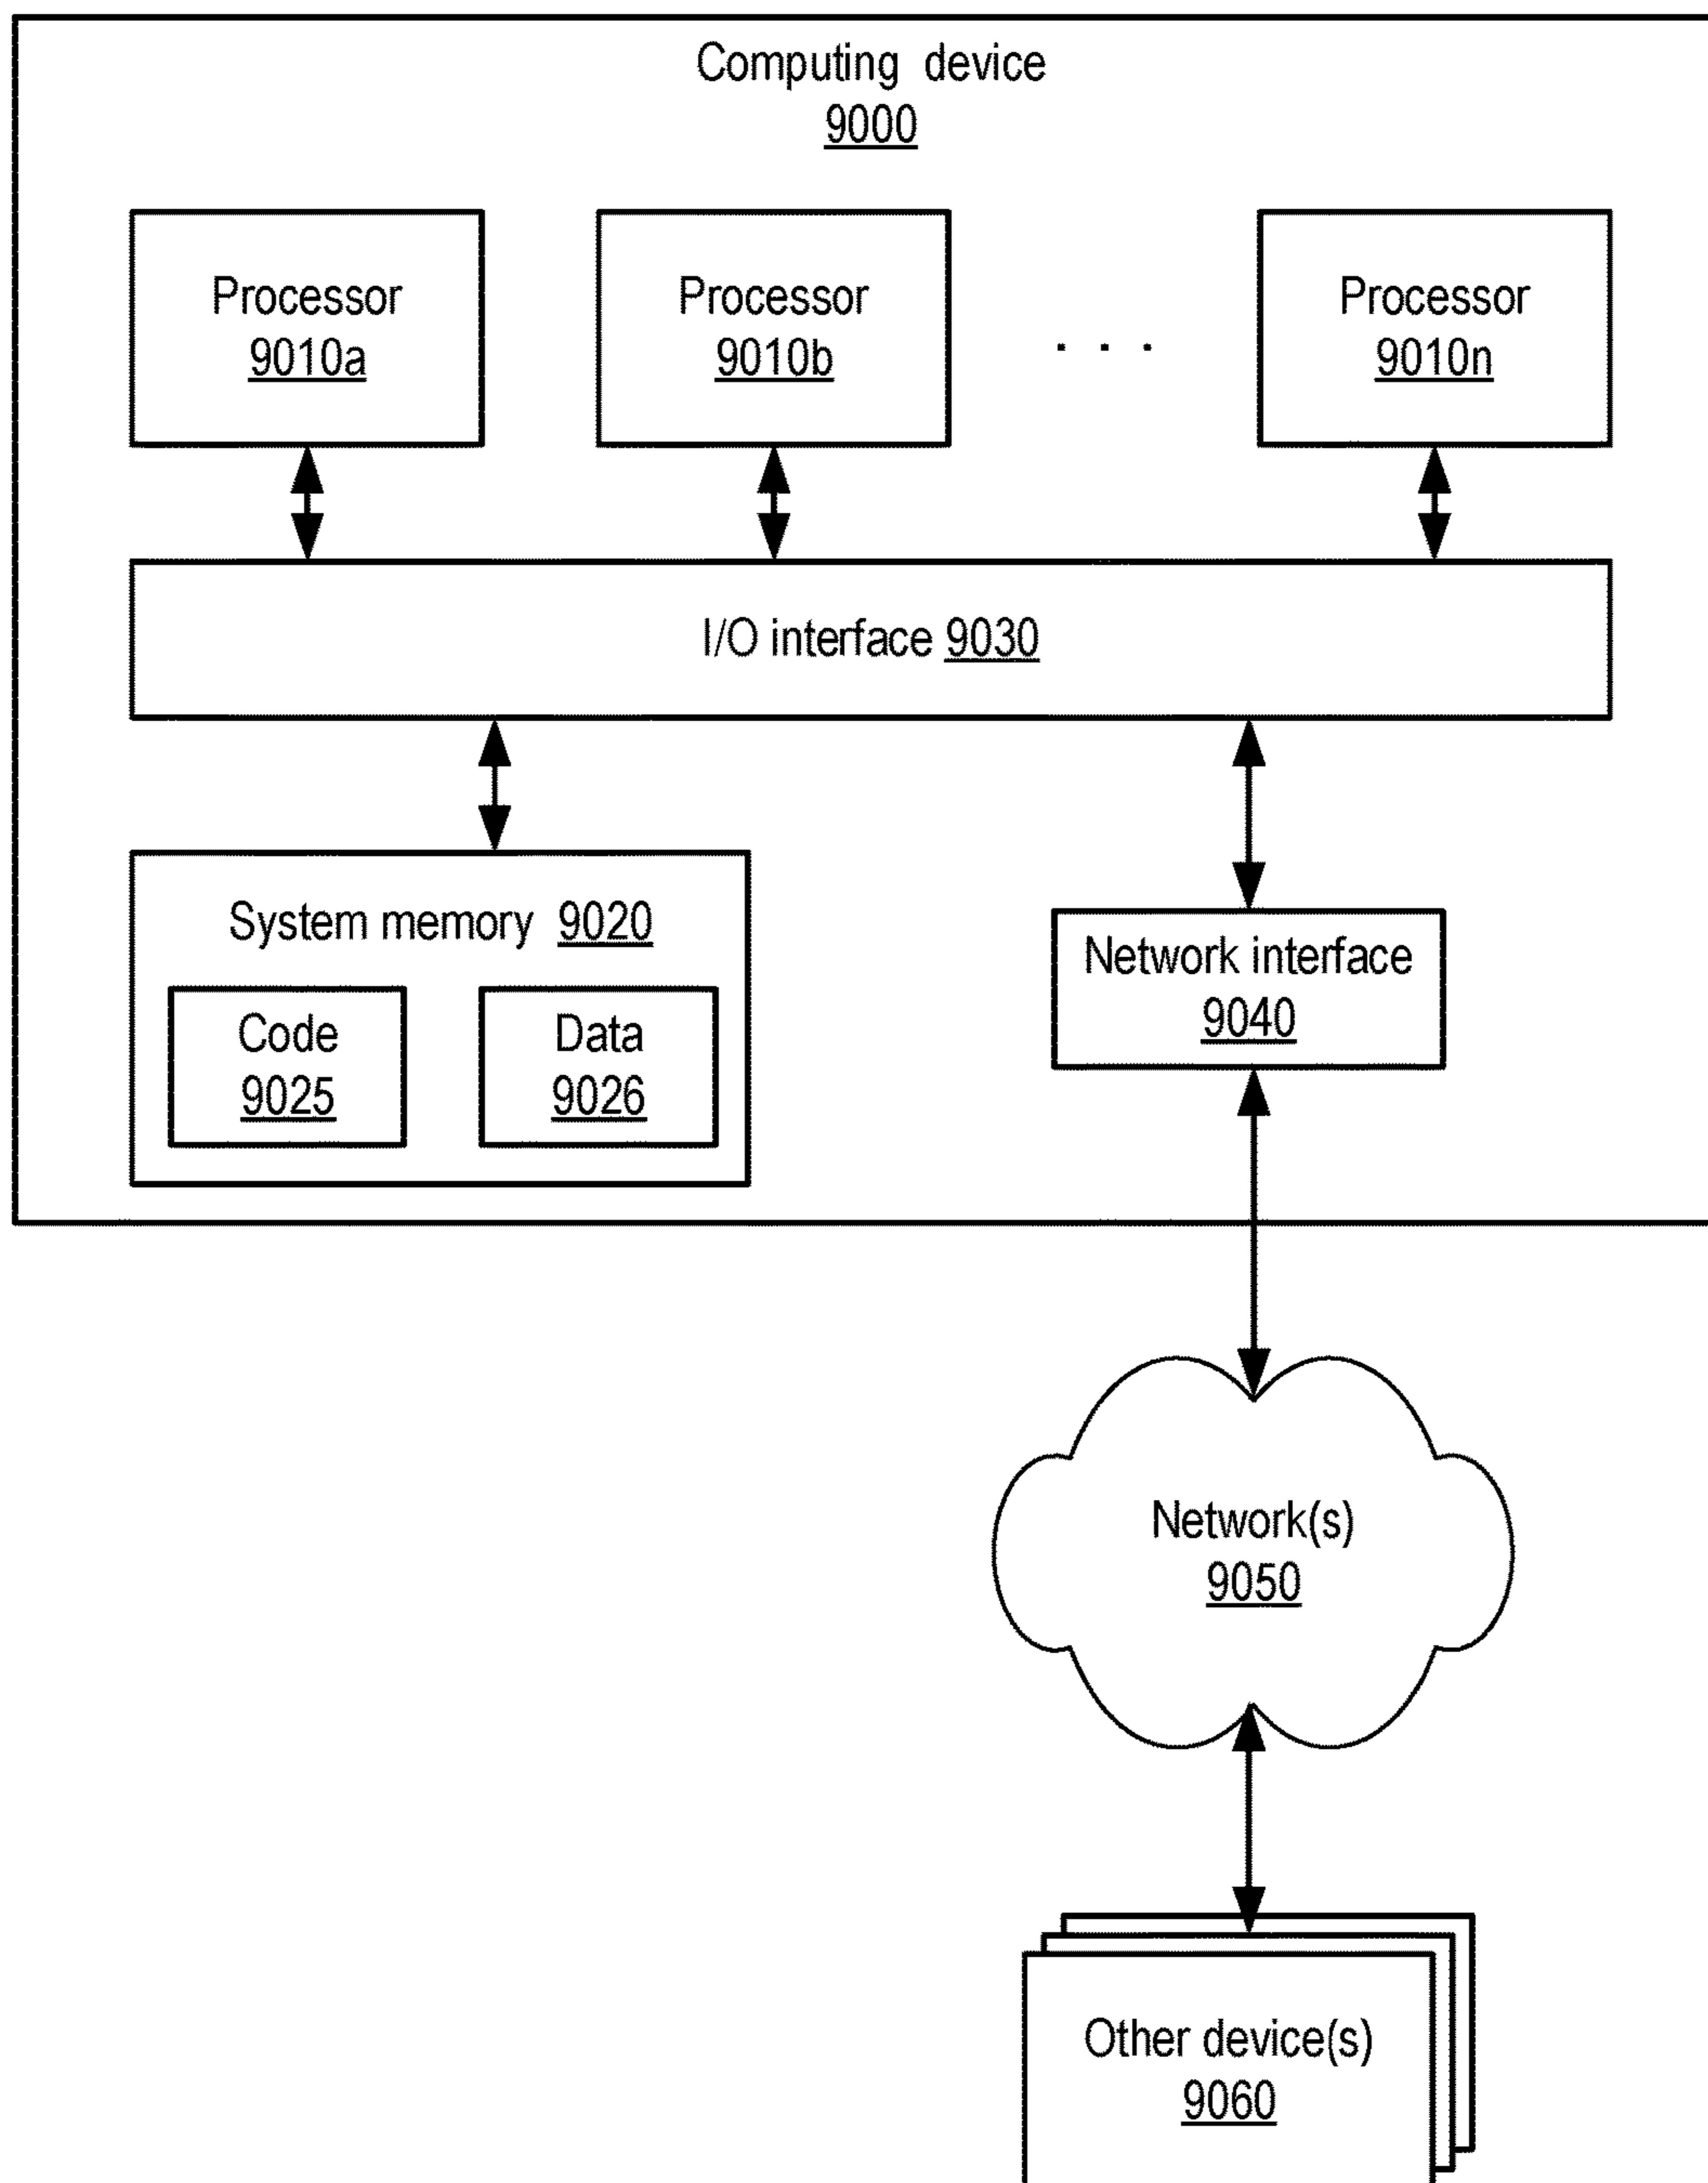 Computing device
9000
Processor
9010a
Processor
9010b
. . .
Processor
9010n
I/O interface 9030
System memory 9020
Code
9025
Data
9026
Network interface
9040
Network(s)
9050
Other device(s)
9060